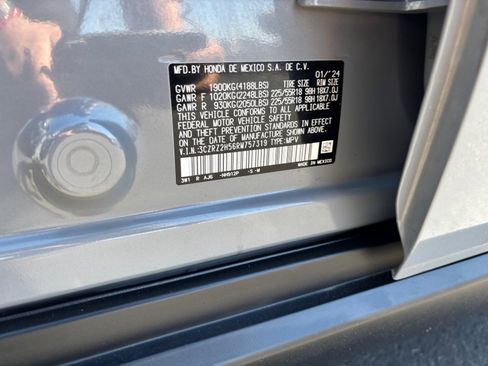 MFD.BY HONDA DE MEXICO S.A. DE C.V.
01/'24
GVWR 1900KG(4188LBS) TIRE SIZE RIM SIZE
GAWR F 1020KG(2248LBS) 225/55R18 98H 18X7.0J
GAWR R 930KG(2050LBS) 225/55R18 98H 18X7.0J
THIS VEHICLE CONFORMS TO ALL APPLICABLE
FEDERAL MOTOR VEHICLE SAFETY AND
THEFT PREVENTION STANDARDS IN EFFECT ON THE
DATE OF MANUFACTURE SHOWN ABOVE.
V.I.N.:3CZRZ2H56RM757319 TYPE:MPV
3W1 R AJ6 -NH912P -S -M
MADE IN MEXICO